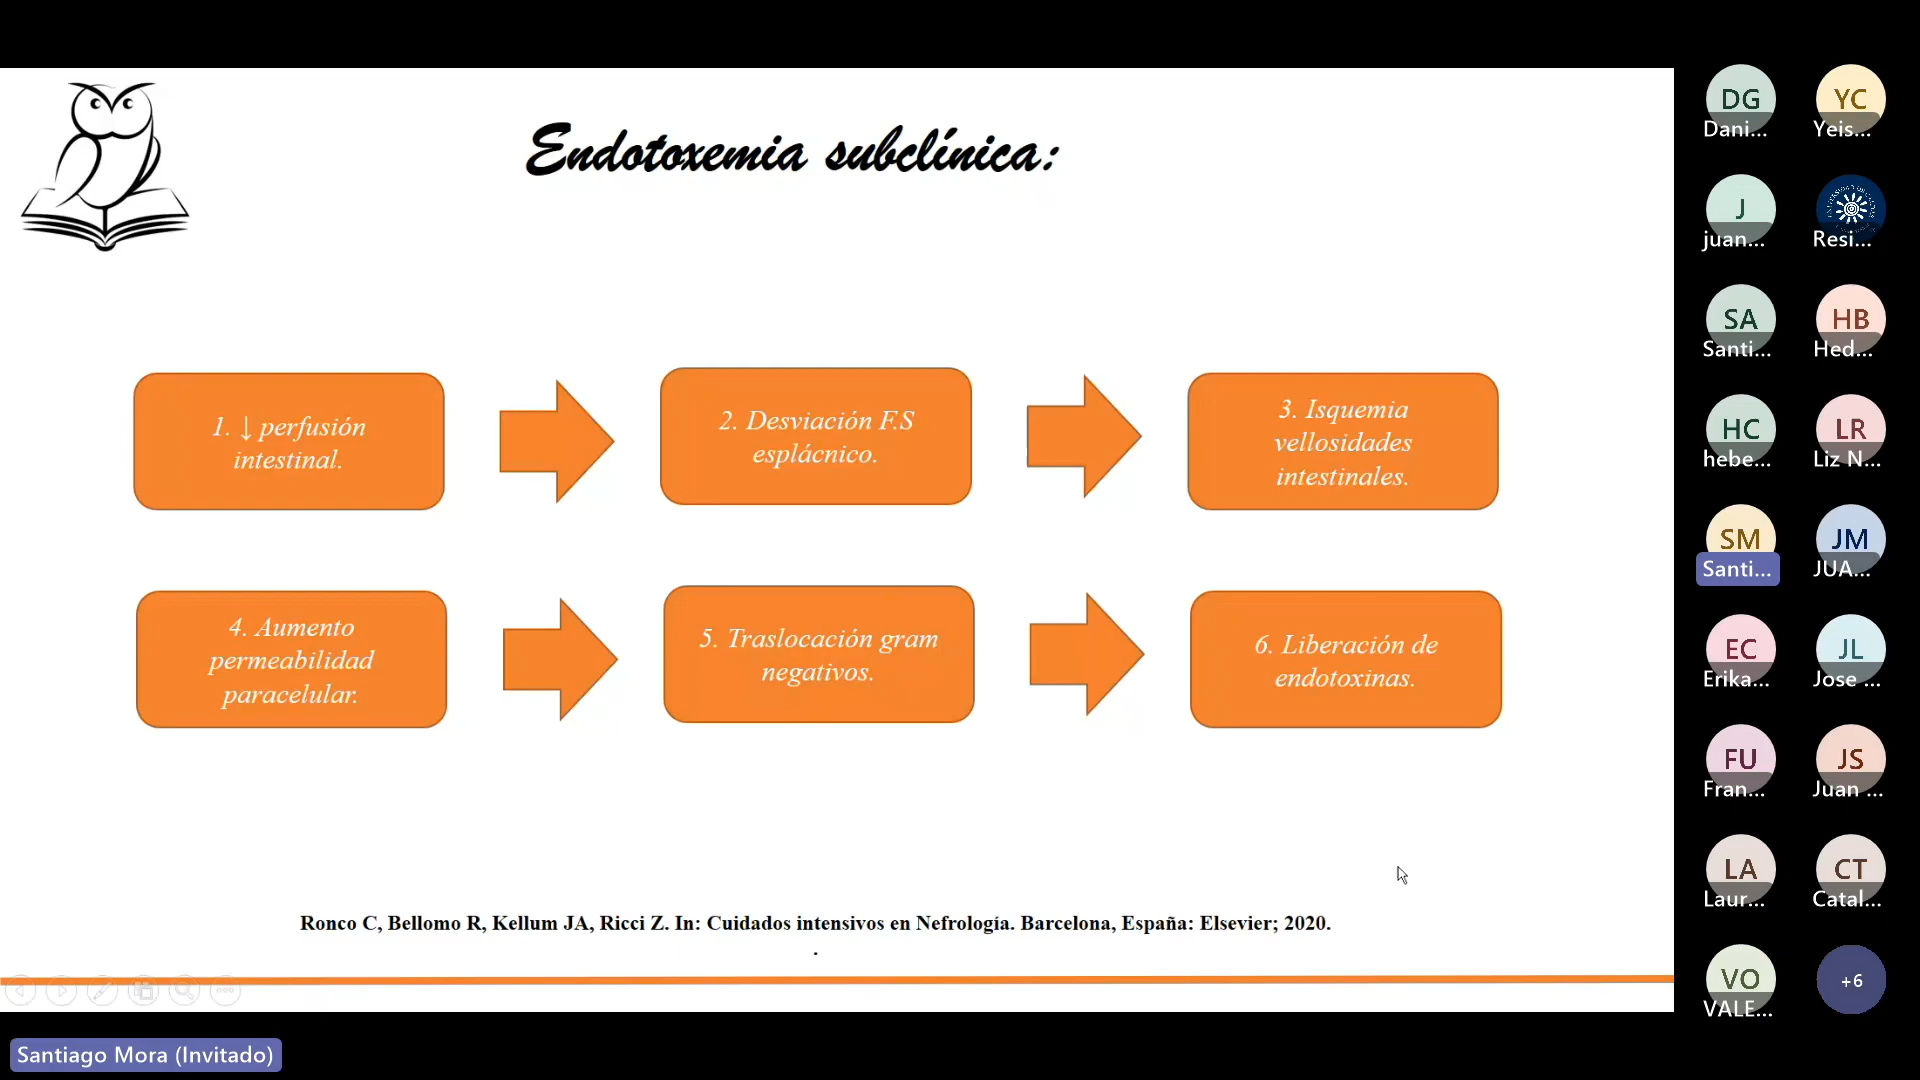 Endotoxemia subclínica:
1. ↓ perfusión
intestinal.
2. Desviación F.S
esplácnico.
3. Isquemia
vellosidades
intestinales.
4. Aumento
permeabilidad
paracelular.
5. Traslocación gram
negativos.
6. Liberación de
endotoxinas.
Ronco C, Bellomo R, Kellum JA, Ricci Z. In: Cuidados intensivos en Nefrología. Barcelona, España: Elsevier; 2020.
.
Santiago Mora (Invitado)
DG
Dani...
YC
Yeis...
J
juan...
Resi...
SA
Santi...
HB
Hed...
HC
hebe...
LR
Liz N...
SM
Santi...
JM
JUA...
EC
Erika...
JL
Jose ...
FU
Fran...
JS
Juan ...
LA
Laur...
CT
Catal...
VO
VALE...
+6